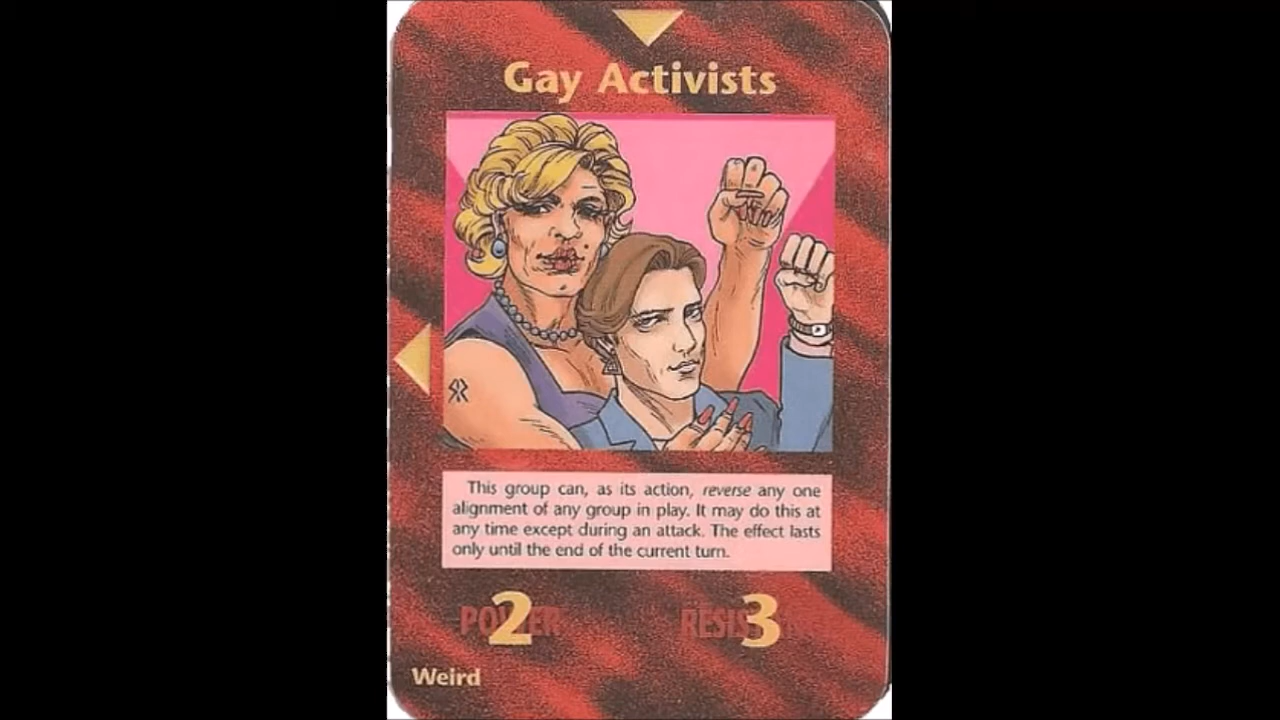 Gay Activists
This group can, as its action, reverse any one
alignment of any group in play. It may do this at
any time except during an attack. The effect lasts
only until the end of the current turn.
POWER 2
RESISTANCE 3
Weird